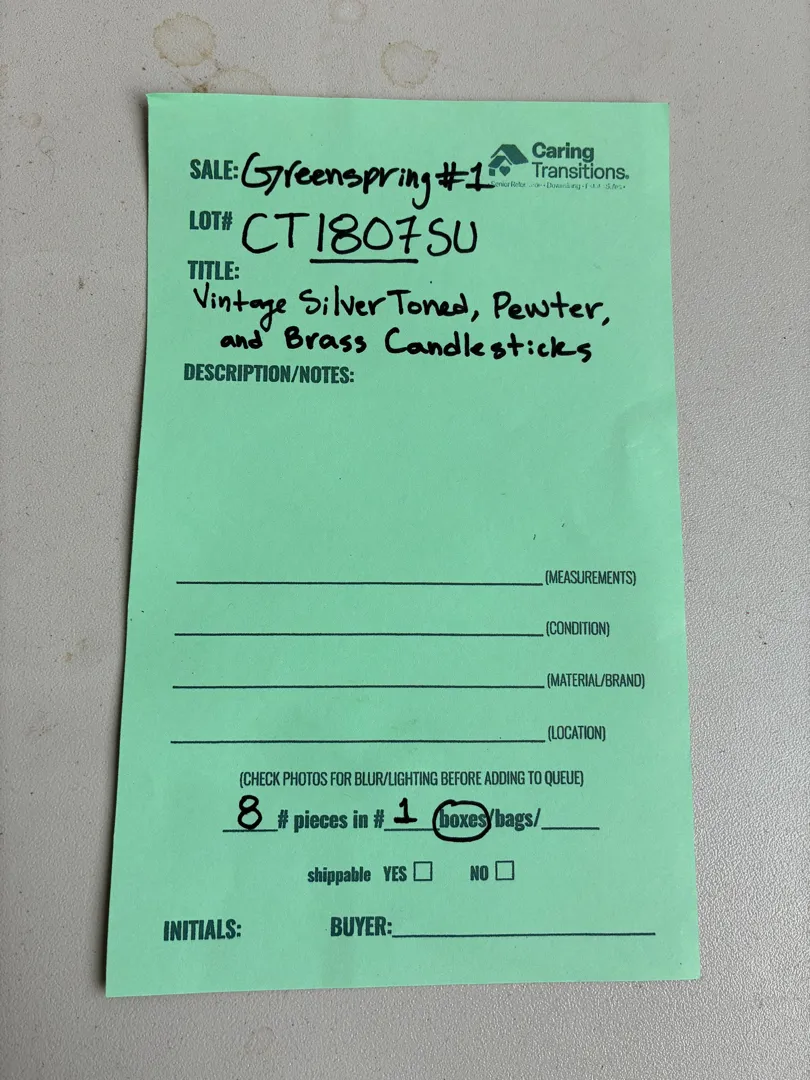 SALE: Greenspring #1
Caring
Transitions®
LOT# CT1807SU
TITLE:
Vintage Silver Toned, Pewter,
and Brass Candlesticks
DESCRIPTION/NOTES:
(MEASUREMENTS)
(CONDITION)
(MATERIAL/BRAND)
(LOCATION)
(CHECK PHOTOS FOR BLUR/LIGHTING BEFORE ADDING TO QUEUE)
8 # pieces in # 1 boxes/bags/
shippable YES NO
INITIALS: BUYER: